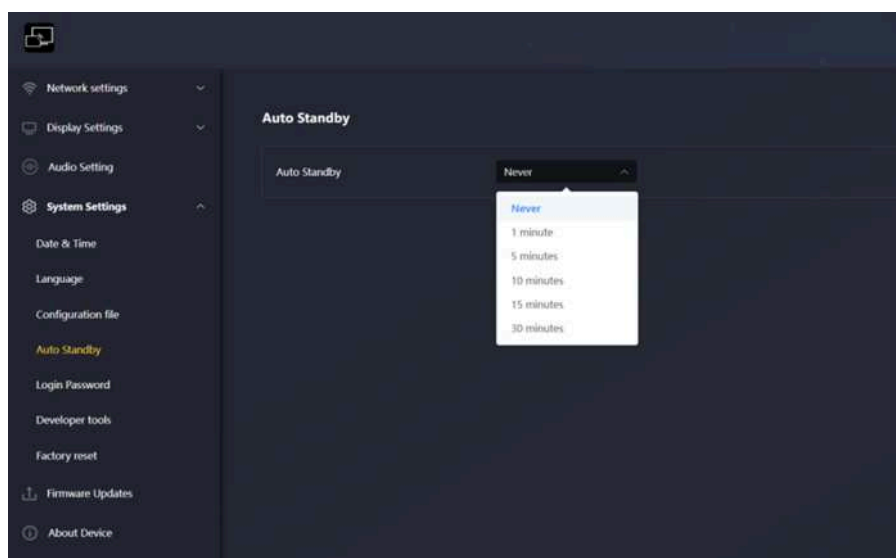 Network settings
Display Settings
Audio Setting
System Settings
Date & Time
Language
Configuration file
Auto Standby
Login Password
Developer tools
Factory reset
Firmware Updates
About Device
Auto Standby
Auto Standby
Never
Never
1 minute
5 minutes
10 minutes
15 minutes
30 minutes